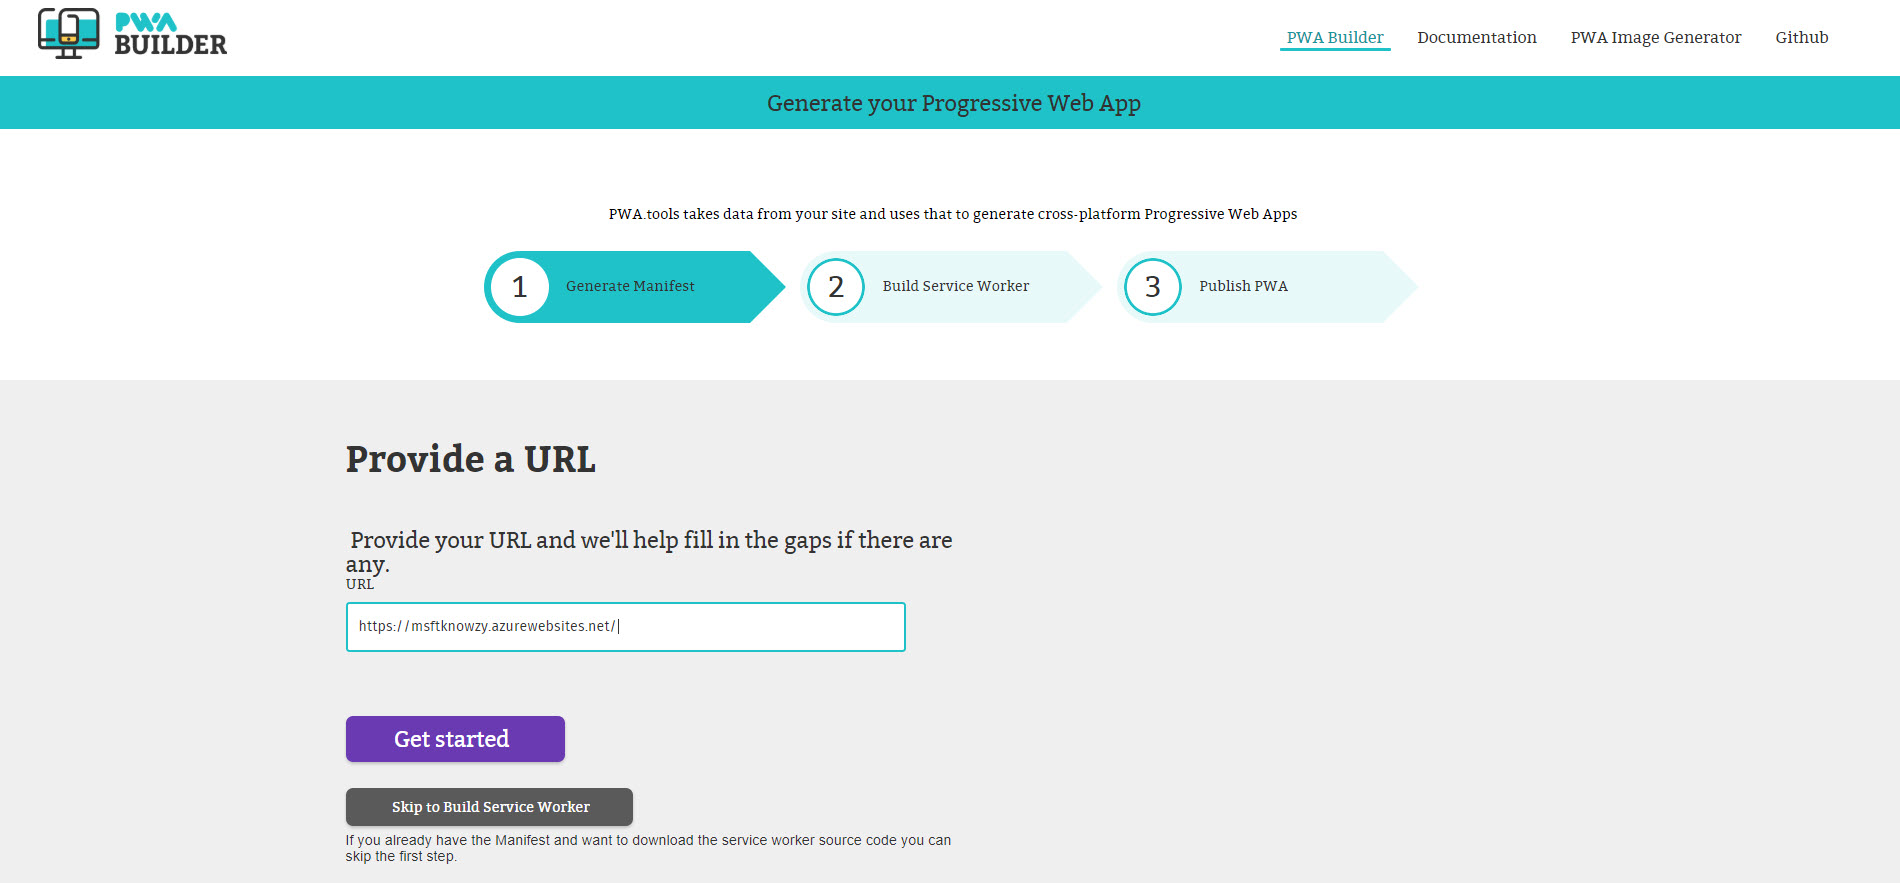 PWA
BUILDER
PWA Builder
Documentation
PWA Image Generator
Github
Generate your Progressive Web App
PWA.tools takes data from your site and uses that to generate cross-platform Progressive Web Apps
1 Generate Manifest
2 Build Service Worker
3 Publish PWA
Provide a URL
Provide your URL and we'll help fill in the gaps if there are
any.
URL
https://msftknowzy.azurewebsites.net/
Get started
Skip to Build Service Worker
If you already have the Manifest and want to download the service worker source code you can
skip the first step.